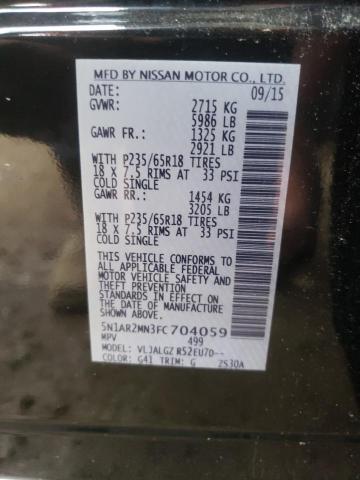 MFD BY NISSAN MOTOR CO., LTD.
DATE: 09/15
GVWR: 2715 KG
5986 LB
GAWR FR.: 1325 KG
2921 LB
WITH P235/65R18 TIRES
18 X 7.5 RIMS AT 33 PSI
COLD SINGLE
GAWR RR.: 1454 KG
3205 LB
WITH P235/65R18 TIRES
18 X 7.5 RIMS AT 33 PSI
COLD SINGLE
THIS VEHICLE CONFORMS TO
ALL APPLICABLE FEDERAL
MOTOR VEHICLE SAFETY AND
THEFT PREVENTION
STANDARDS IN EFFECT ON
THE DATE OF MANUFACTURE
SHOWN ABOVE.
5N1AR2MN3FC704059
MPV 499
MODEL: VLJALGZ R52EU70--
COLOR: G41 TRIM: G 2S30A